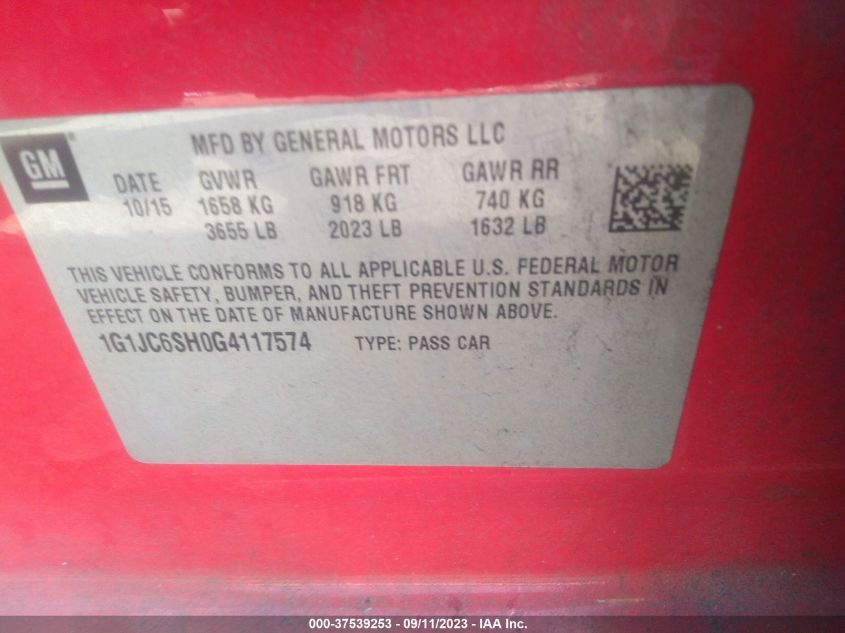 GM
MFD BY GENERAL MOTORS LLC
DATE GVWR GAWR FRT GAWR RR
10/15 1658 KG 918 KG 740 KG
3655 LB 2023 LB 1632 LB
THIS VEHICLE CONFORMS TO ALL APPLICABLE U.S. FEDERAL MOTOR
VEHICLE SAFETY, BUMPER, AND THEFT PREVENTION STANDARDS IN
EFFECT ON THE DATE OF MANUFACTURE SHOWN ABOVE.
1G1JC6SH0G4117574 TYPE: PASS CAR
000-37539253 - 09/11/2023 - IAA Inc.